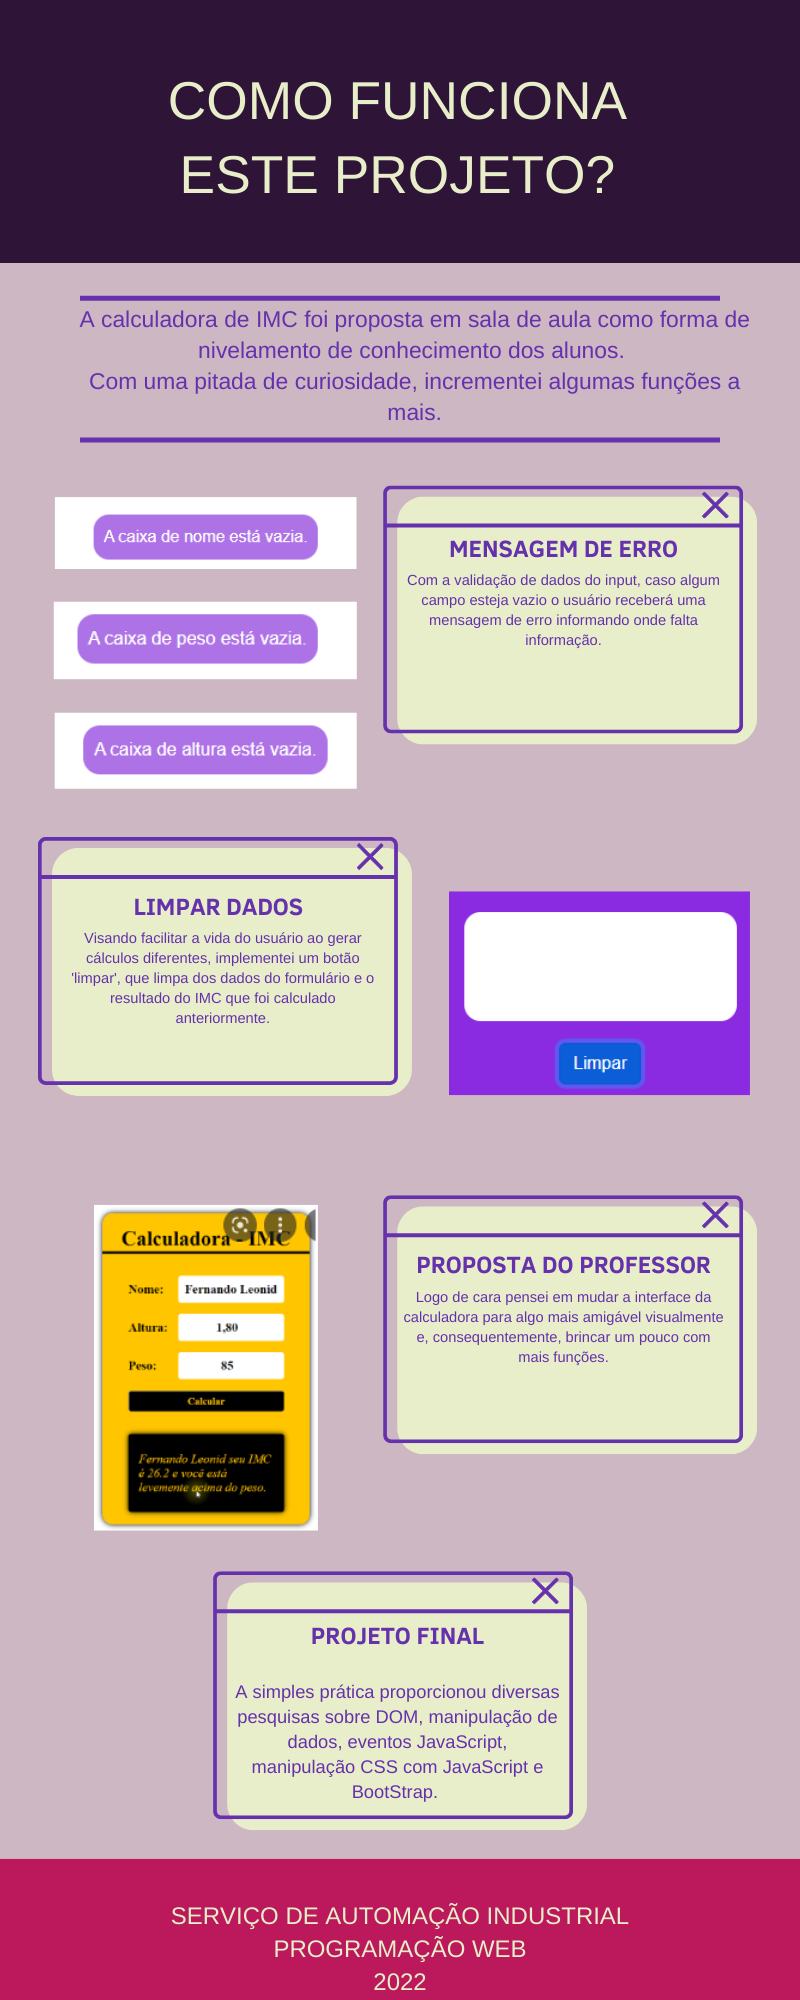 COMO FUNCIONA
ESTE PROJETO?
A calculadora de IMC foi proposta em sala de aula como forma de
nivelamento de conhecimento dos alunos.
Com uma pitada de curiosidade, incrementei algumas funções a
mais.
A caixa de nome está vazia.
A caixa de peso está vazia.
A caixa de altura está vazia.
MENSAGEM DE ERRO
Com a validação de dados do input, caso algum
campo esteja vazio o usuário receberá uma
mensagem de erro informando onde falta
informação.
LIMPAR DADOS
Visando facilitar a vida do usuário ao gerar
cálculos diferentes, implementei um botão
'limpar', que limpa dos dados do formulário e o
resultado do IMC que foi calculado
anteriormente.
Limpar
Calculadora - IMC
Nome: Fernando Leonid
Altura: 1,80
Peso: 85
Calcular
Fernando Leonid seu IMC
é 26.2 e você está
levemente acima do peso.
PROPOSTA DO PROFESSOR
Logo de cara pensei em mudar a interface da
calculadora para algo mais amigável visualmente
e, consequentemente, brincar um pouco com
mais funções.
PROJETO FINAL
A simples prática proporcionou diversas
pesquisas sobre DOM, manipulação de
dados, eventos JavaScript,
manipulação CSS com JavaScript e
BootStrap.
SERVIÇO DE AUTOMAÇÃO INDUSTRIAL
PROGRAMAÇÃO WEB
2022